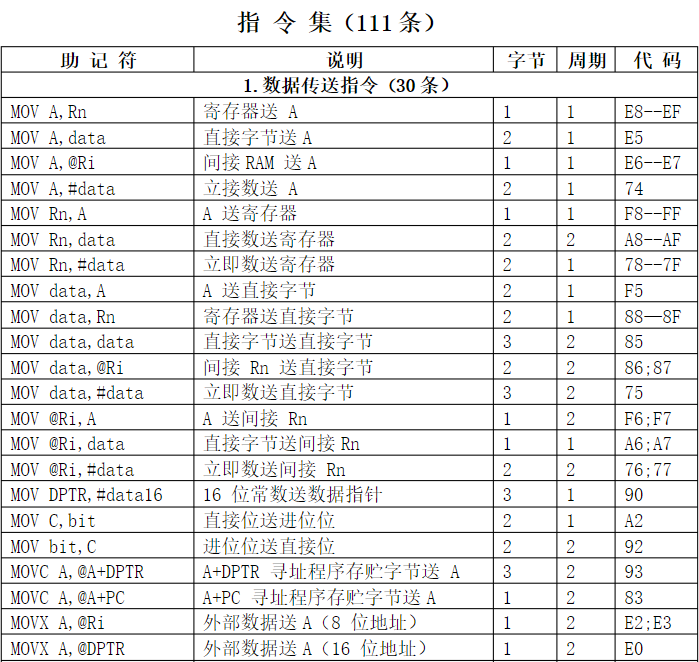 指 令 集（111条）
助 记 符 说明 字节 周期 代 码
1.数据传送指令（30条）
MOV A,Rn 寄存器送 A 1 1 E8--EF
MOV A,data 直接字节送A 2 1 E5
MOV A,@Ri 间接RAM 送A 1 1 E6--E7
MOV A,#data 立接数送 A 2 1 74
MOV Rn,A A 送寄存器 1 1 F8--FF
MOV Rn,data 直接数送寄存器 2 2 A8--AF
MOV Rn,#data 立即数送寄存器 2 1 78--7F
MOV data,A A 送直接字节 2 1 F5
MOV data,Rn 寄存器送直接字节 2 1 88—8F
MOV data,data 直接字节送直接字节 3 2 85
MOV data,@Ri 间接 Rn 送直接字节 2 2 86;87
MOV data,#data 立即数送直接字节 3 2 75
MOV @Ri,A A 送间接 Rn 1 2 F6;F7
MOV @Ri,data 直接字节送间接Rn 1 1 A6;A7
MOV @Ri,#data 立即数送间接 Rn 2 2 76;77
MOV DPTR,#data16 16 位常数送数据指针 3 1 90
MOV C,bit 直接位送进位位 2 1 A2
MOV bit,C 进位位送直接位 2 2 92
MOVC A,@A+DPTR A+DPTR 寻址程序存贮字节送 A 3 2 93
MOVC A,@A+PC A+PC 寻址程序存贮字节送A 1 2 83
MOVX A,@Ri 外部数据送A（8 位地址） 1 2 E2;E3
MOVX A,@DPTR 外部数据送A（16 位地址） 1 2 E0